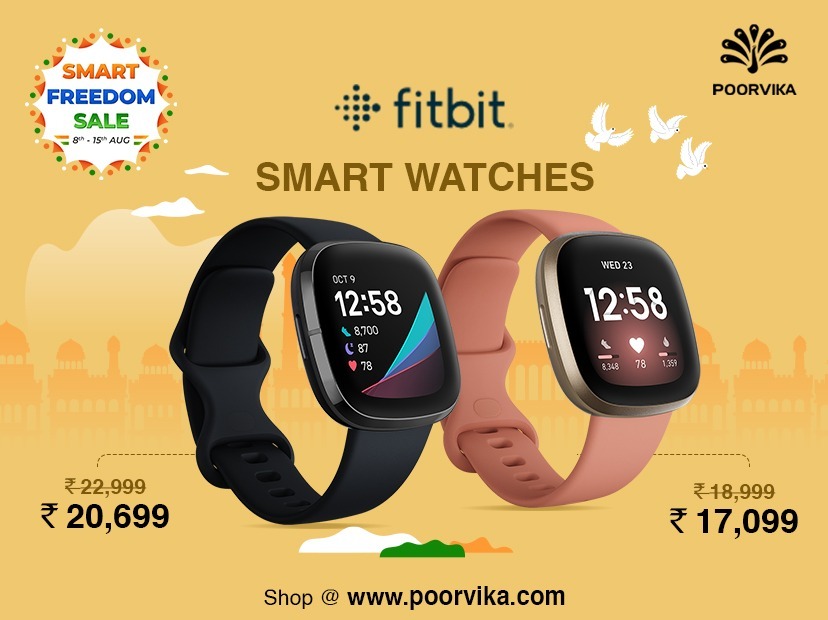 SMART
FREEDOM
SALE
8th - 15th AUG
POORVIKA
fitbit
SMART WATCHES
OCT 9
12:58
8,700
87
78
WED 23
12:58
8,348 78 1,359
₹ 22,999
₹ 20,699
₹ 18,999
₹ 17,099
Shop @ www.poorvika.com